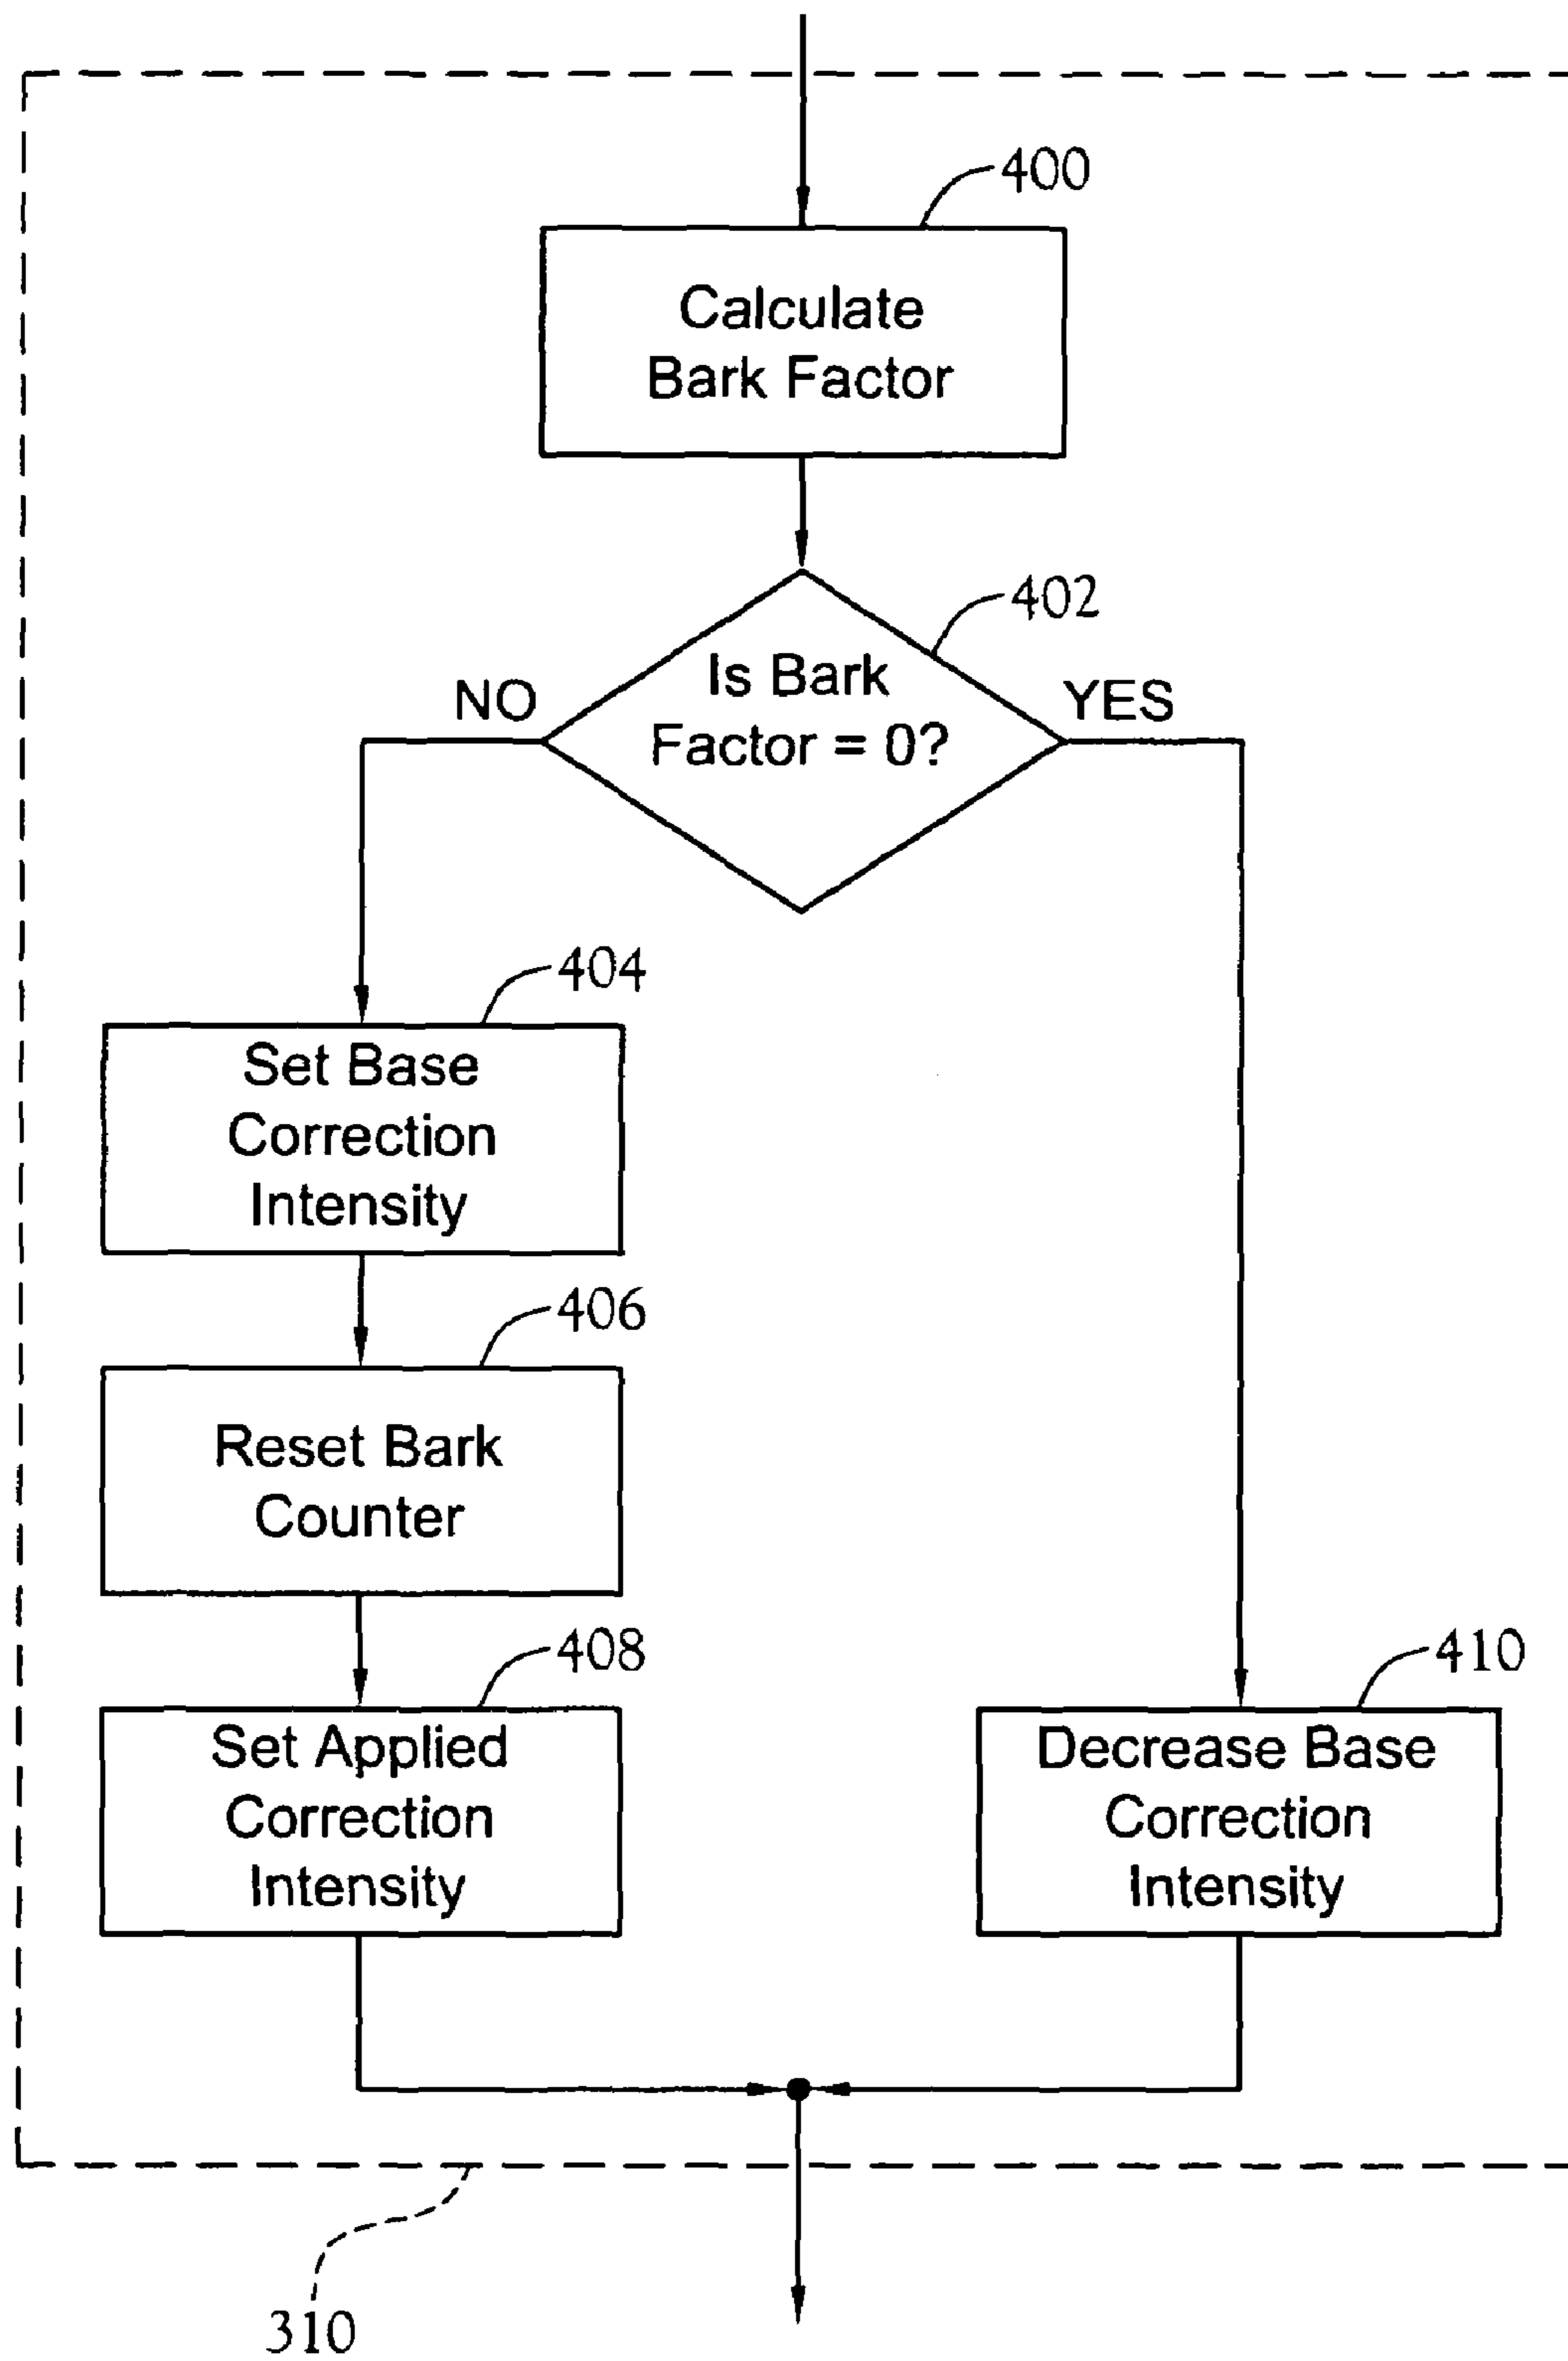 400
Calculate
Bark Factor
402
Is Bark
Factor = 0?
NO
YES
404
Set Base
Correction
Intensity
406
Reset Bark
Counter
408
Set Applied
Correction
Intensity
410
Decrease Base
Correction
Intensity
310